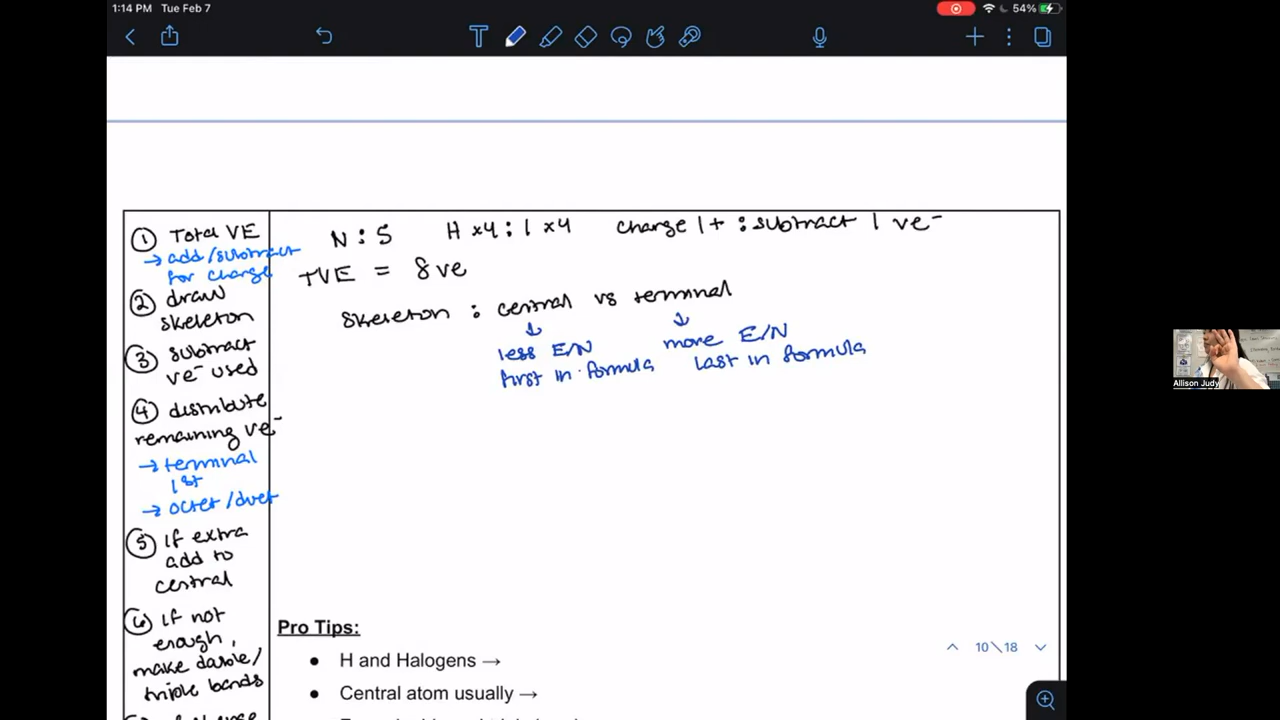 1:14 PM Tue Feb 7
54%
① Total VE
→ add/subtract
for charge
② draw
skeleton
③ subtract
ve⁻ used
④ distribute
remaining ve⁻
→ terminal
1st
→ octet/duet
⑤ If extra
add to
central
⑥ If not
enough,
make double/
triple bonds
N : 5 H x4 : 1 x4 charge 1+ : subtract 1 ve⁻
TVE = 8 ve
Skeleton : central vs terminal
↓ ↓
less E/N more E/N
first in formula last in formula
Pro Tips:
● H and Halogens →
● Central atom usually →
10\18
Allison Judy